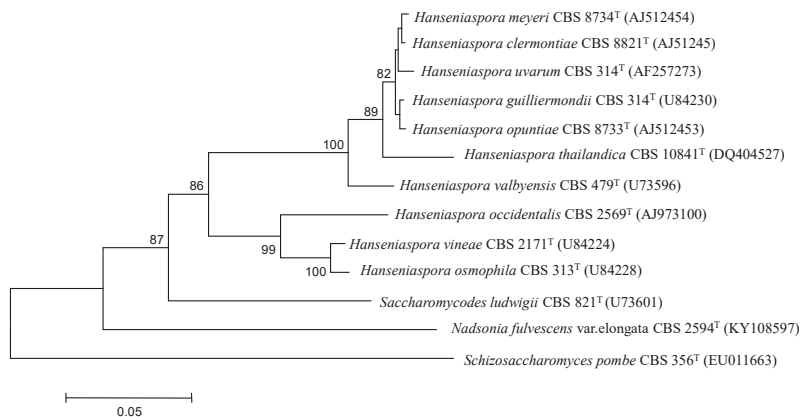 Hanseniaspora meyeri CBS 8734ᵀ (AJ512454)
Hanseniaspora clermontiae CBS 8821ᵀ (AJ51245)
82
Hanseniaspora uvarum CBS 314ᵀ (AF257273)
Hanseniaspora guilliermondii CBS 314ᵀ (U84230)
89
Hanseniaspora opuntiae CBS 8733ᵀ (AJ512453)
100
Hanseniaspora thailandica CBS 10841ᵀ (DQ404527)
86
Hanseniaspora valbyensis CBS 479ᵀ (U73596)
Hanseniaspora occidentalis CBS 2569ᵀ (AJ973100)
87
99
Hanseniaspora vineae CBS 2171ᵀ (U84224)
100
Hanseniaspora osmophila CBS 313ᵀ (U84228)
Saccharomycodes ludwigii CBS 821ᵀ (U73601)
Nadsonia fulvescens var.elongata CBS 2594ᵀ (KY108597)
Schizosaccharomyces pombe CBS 356ᵀ (EU011663)
0.05